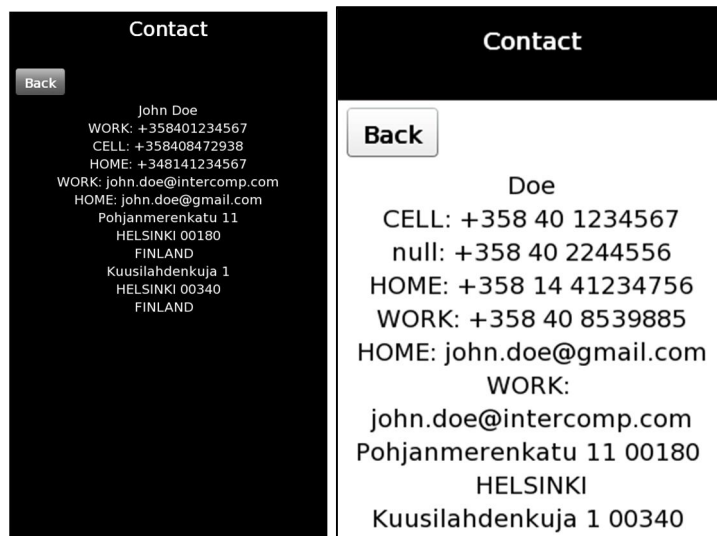 Contact
Back
John Doe
WORK: +358401234567
CELL: +358408472938
HOME: +348141234567
WORK: john.doe@intercomp.com
HOME: john.doe@gmail.com
Pohjanmerenkatu 11
HELSINKI 00180
FINLAND
Kuusilahdenkuja 1
HELSINKI 00340
FINLAND
Contact
Back
Doe
CELL: +358 40 1234567
null: +358 40 2244556
HOME: +358 14 41234756
WORK: +358 40 8539885
HOME: john.doe@gmail.com
WORK:
john.doe@intercomp.com
Pohjanmerenkatu 11 00180
HELSINKI
Kuusilahdenkuja 1 00340